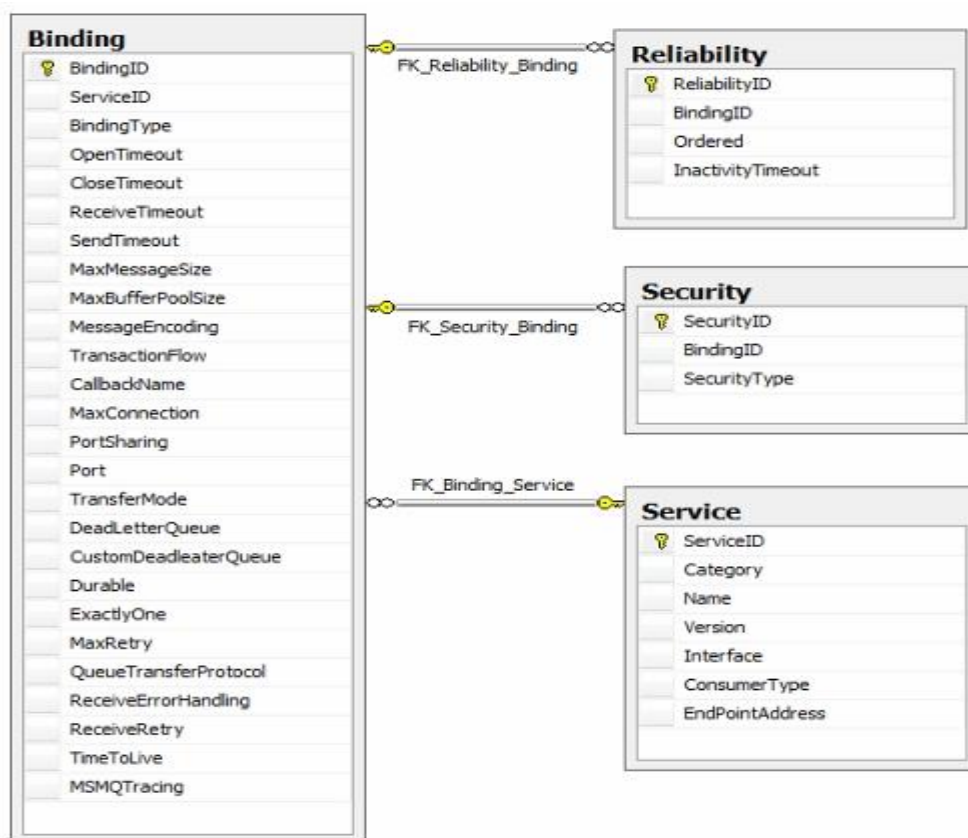 Binding
BindingID
ServiceID
BindingType
OpenTimeout
CloseTimeout
ReceiveTimeout
SendTimeout
MaxMessageSize
MaxBufferPoolSize
MessageEncoding
TransactionFlow
CallbackName
MaxConnection
PortSharing
Port
TransferMode
DeadLetterQueue
CustomDeadleaterQueue
Durable
ExactlyOne
MaxRetry
QueueTransferProtocol
ReceiveErrorHandling
ReceiveRetry
TimeToLive
MSMQTracing
FK_Reliability_Binding
Reliability
ReliabilityID
BindingID
Ordered
InactivityTimeout
FK_Security_Binding
Security
SecurityID
BindingID
SecurityType
FK_Binding_Service
Service
ServiceID
Category
Name
Version
Interface
ConsumerType
EndPointAddress